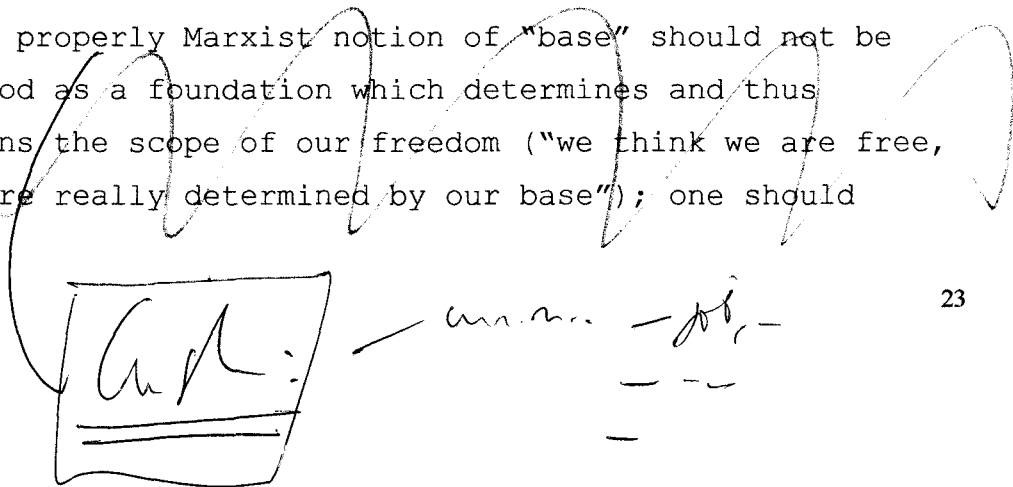 properly Marxist notion of "base" should not be
od as a foundation which determines and thus
ns the scope of our freedom ("we think we are free,
re really determined by our base"); one should
23